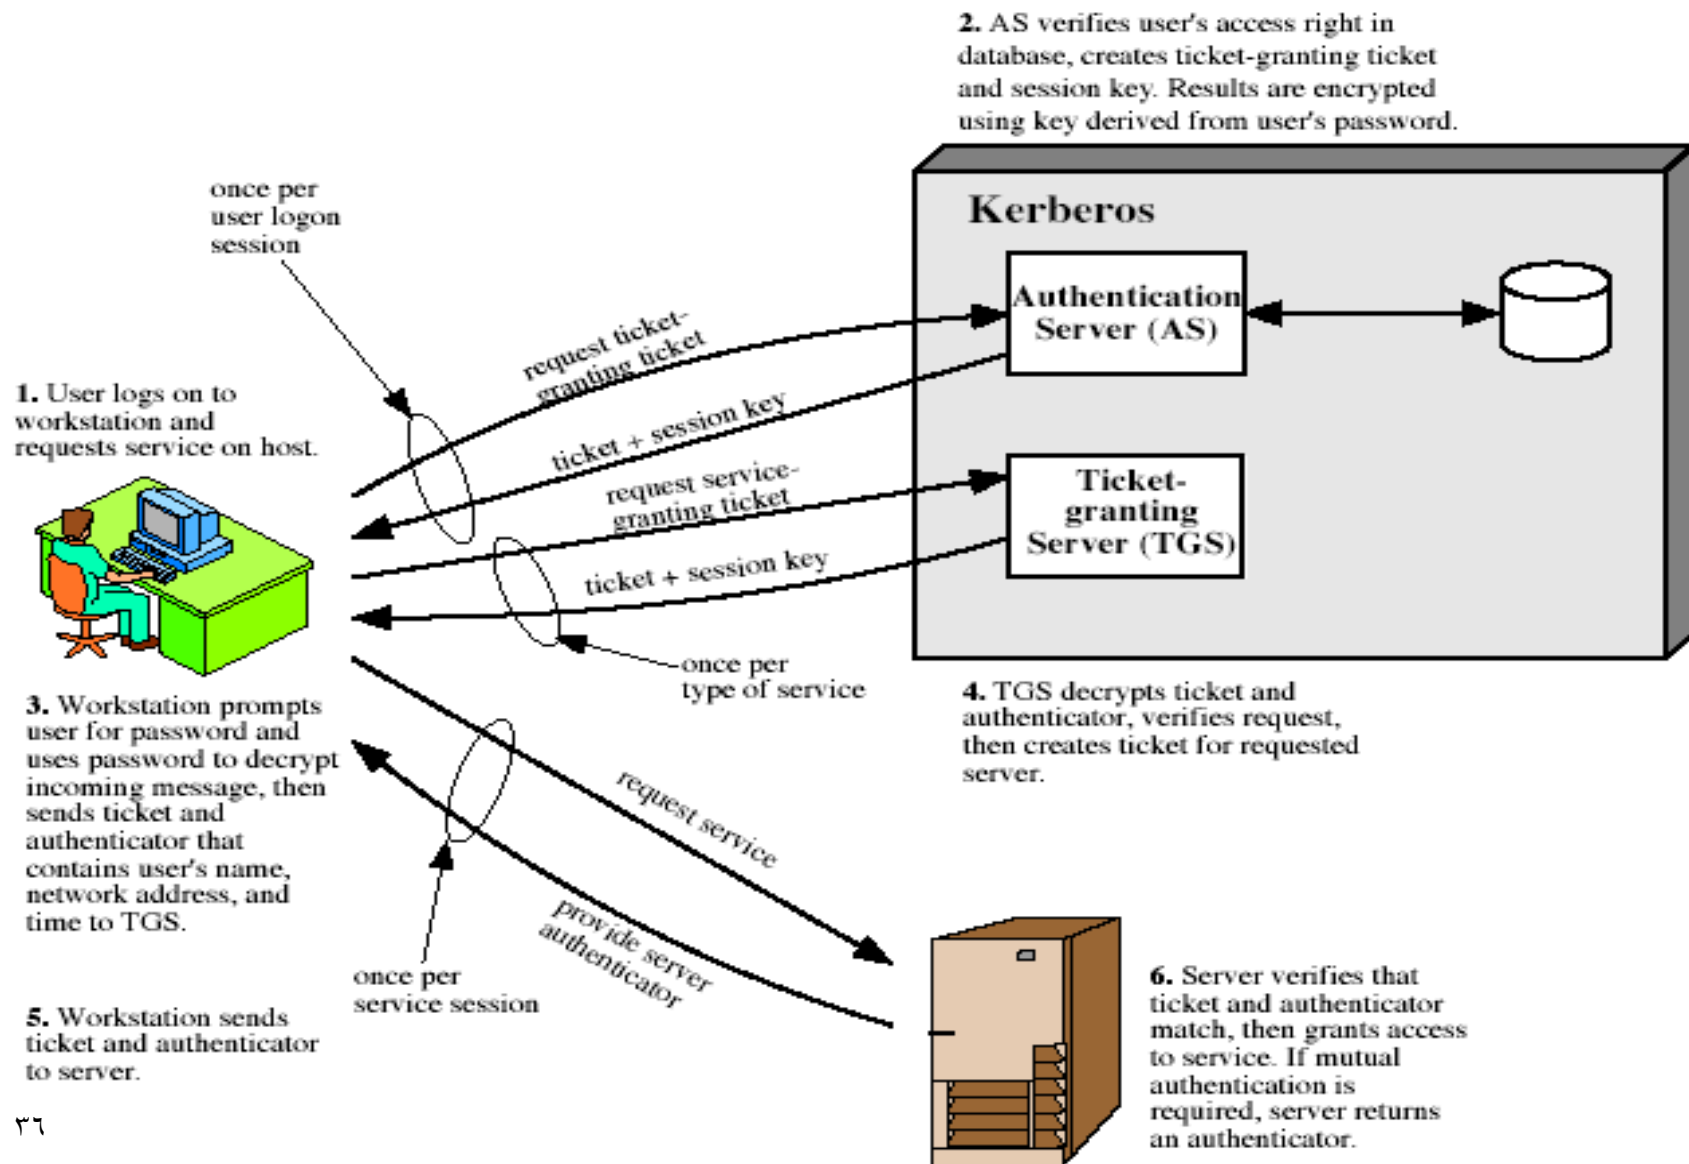 2. AS verifies user's access right in
database, creates ticket-granting ticket
and session key. Results are encrypted
using key derived from user's password.
once per
user logon
session
Kerberos
Authentication
Server (AS)
request ticket-
granting ticket
1. User logs on to
workstation and
requests service on host.
ticket + session key
request service-
granting ticket
Ticket-
granting
Server (TGS)
ticket + session key
once per
type of service
3. Workstation prompts
user for password and
uses password to decrypt
incoming message, then
sends ticket and
authenticator that
contains user's name,
network address, and
time to TGS.
4. TGS decrypts ticket and
authenticator, verifies request,
then creates ticket for requested
server.
request service
provide server
authenticator
once per
service session
5. Workstation sends
ticket and authenticator
to server.
6. Server verifies that
ticket and authenticator
match, then grants access
to service. If mutual
authentication is
required, server returns
an authenticator.
٣٦